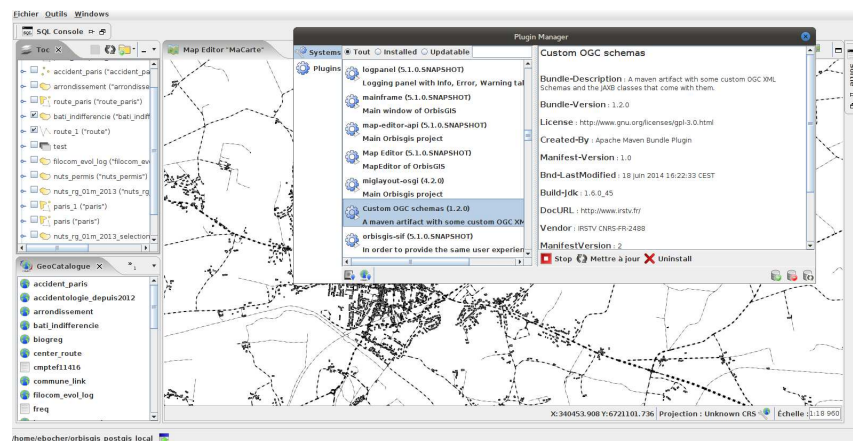 Fichier Outils Windows
SQL Console
Toc
Map Editor "MaCarte"
accident_paris ("accident_pa
arrondissement ("arrondisse
route_paris ("route_paris")
bati_indifferencie ("bati_indiff
route_1 ("route")
test
filocom_evol_log ("filocom_ev
nuts_permis ("nuts_permis")
nuts_rg_01m_2013 ("nuts_rg
paris_1 ("paris")
paris ("paris")
nuts_rg_01m_2013_selection
GeoCatalogue
accident_paris
accidentologie_depuis2012
arrondissement
bati_indifferencie
biogreg
center_route
cmptef11416
commune_link
filocom_evol_log
freq
Plugin Manager
Systems
Plugins
Tout Installed Updatable
logpanel (5.1.0.SNAPSHOT)
Logging panel with Info, Error, Warning tal
mainframe (5.1.0.SNAPSHOT)
Main window of OrbisGIS
map-editor-api (5.1.0.SNAPSHOT)
Main Orbisgis project
Map Editor (5.1.0.SNAPSHOT)
MapEditor of OrbisGIS
miglayout-osgi (4.2.0)
Main Orbisgis project
Custom OGC schemas (1.2.0)
A maven artifact with some custom OGC XM
orbisgis-sif (5.1.0.SNAPSHOT)
In order to provide the same user experien
Custom OGC schemas
Bundle-Description : A maven artifact with some custom OGC XML
Schemas and the JAXB classes that come with them.
Bundle-Version : 1.2.0
License : http://www.gnu.org/licenses/gpl-3.0.html
Created-By : Apache Maven Bundle Plugin
Manifest-Version : 1.0
Bnd-LastModified : 18 juin 2014 16:22:33 CEST
Build-Jdk : 1.6.0_45
DocURL : http://www.irstv.fr/
Vendor : IRSTV CNRS-FR-2488
ManifestVersion : 2
Stop Mettre à jour Uninstall
X:340453.908 Y:6721101.736 Projection : Unknown CRS Échelle : 1:18 960
/home/ebocher/orbisgis_postgis_local